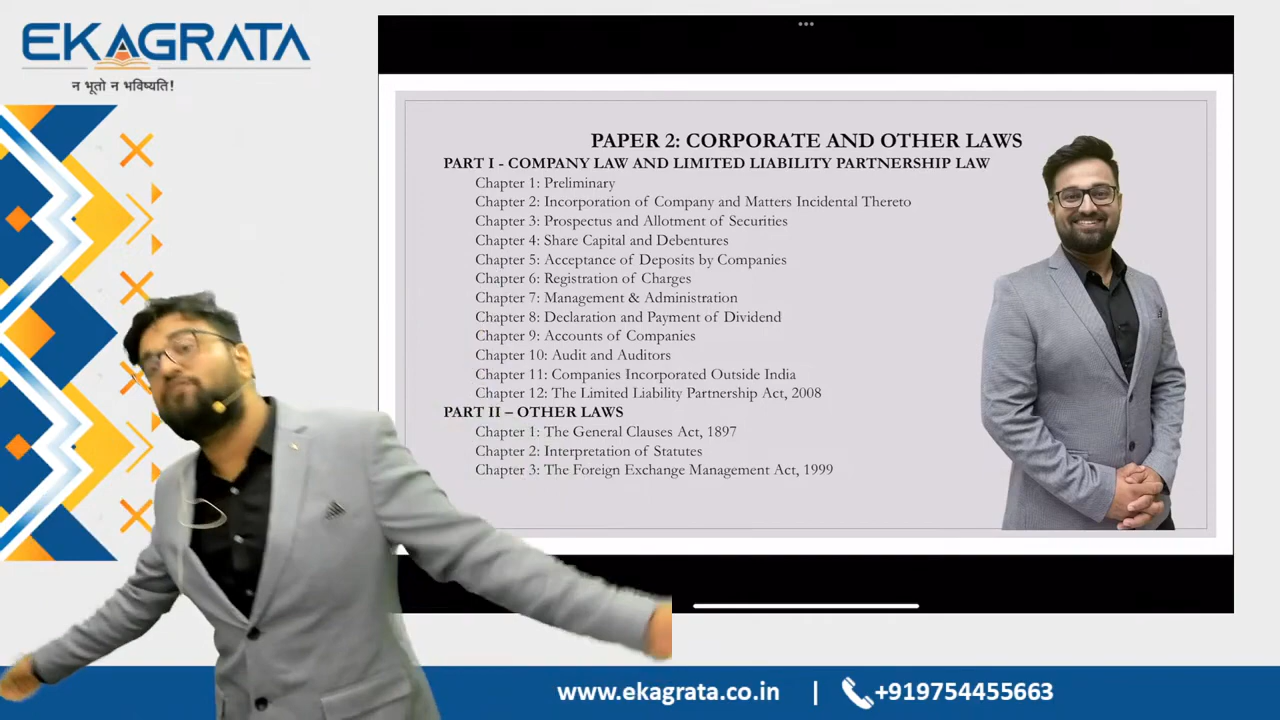 EKAGRATA
न भूतो न भविष्यति!
PAPER 2: CORPORATE AND OTHER LAWS
PART I - COMPANY LAW AND LIMITED LIABILITY PARTNERSHIP LAW
Chapter 1: Preliminary
Chapter 2: Incorporation of Company and Matters Incidental Thereto
Chapter 3: Prospectus and Allotment of Securities
Chapter 4: Share Capital and Debentures
Chapter 5: Acceptance of Deposits by Companies
Chapter 6: Registration of Charges
Chapter 7: Management & Administration
Chapter 8: Declaration and Payment of Dividend
Chapter 9: Accounts of Companies
Chapter 10: Audit and Auditors
Chapter 11: Companies Incorporated Outside India
Chapter 12: The Limited Liability Partnership Act, 2008
PART II – OTHER LAWS
Chapter 1: The General Clauses Act, 1897
Chapter 2: Interpretation of Statutes
Chapter 3: The Foreign Exchange Management Act, 1999
www.ekagrata.co.in | +919754455663